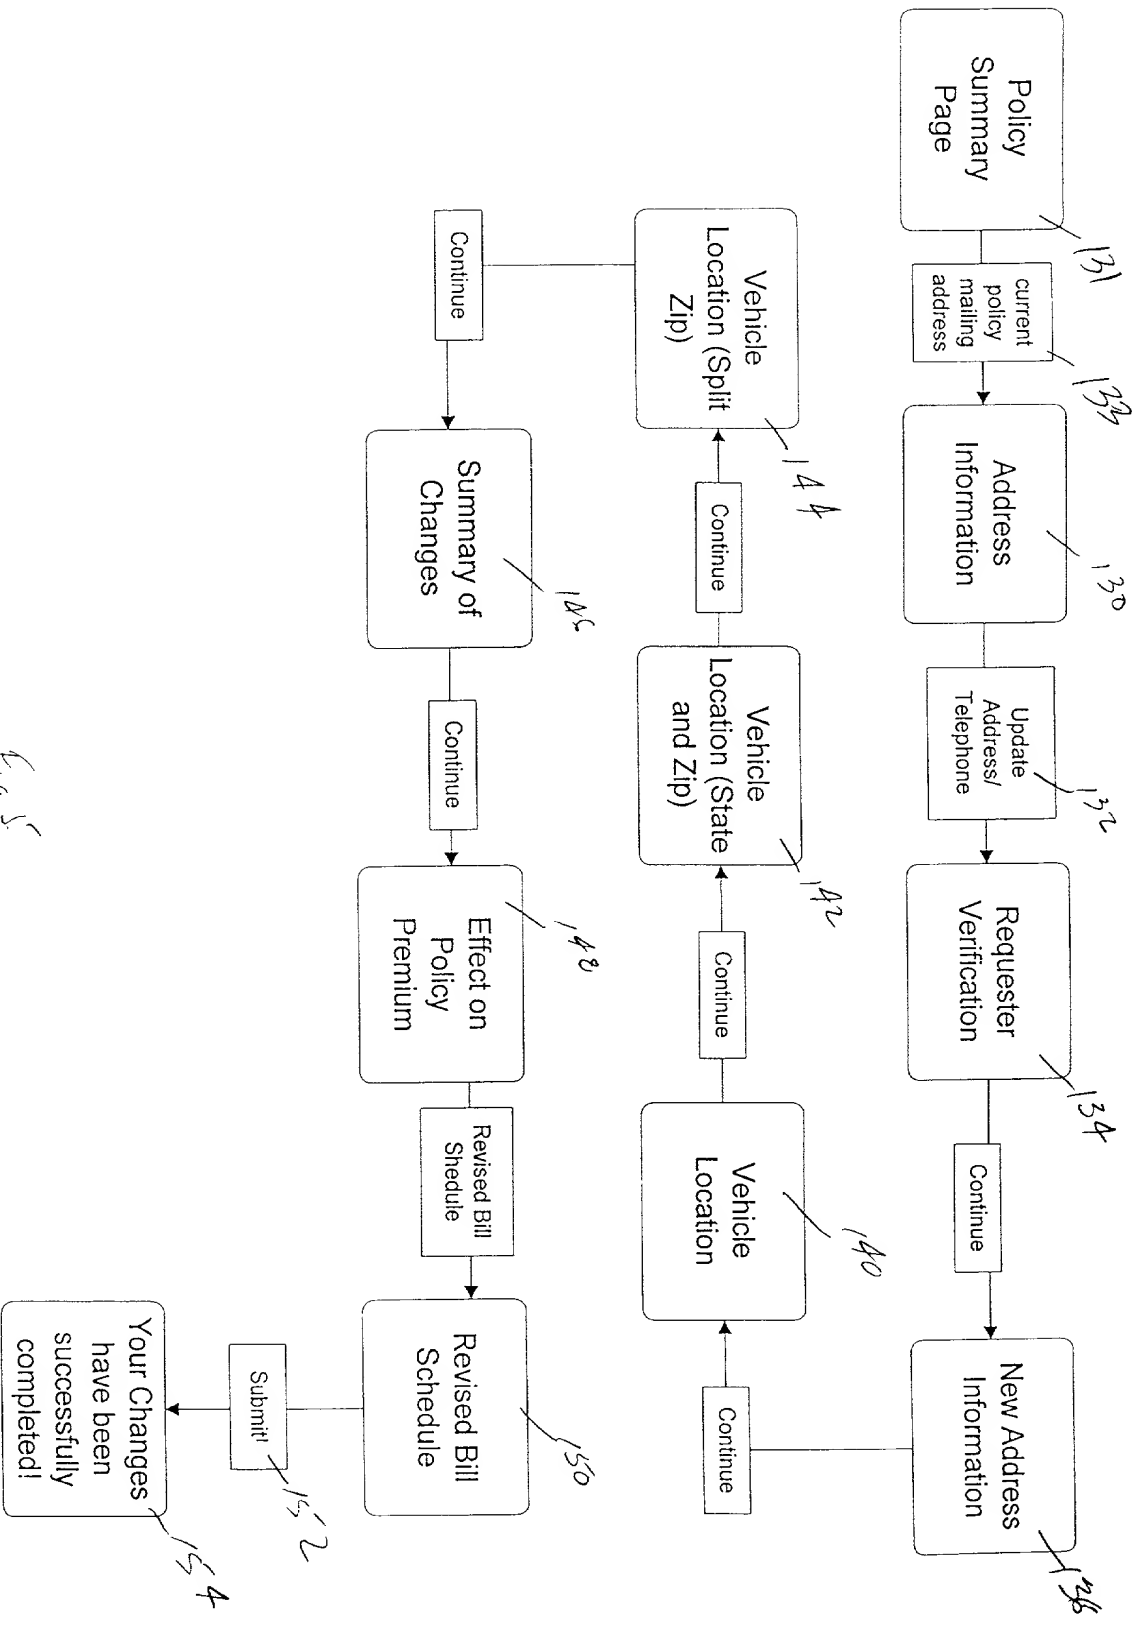 Policy
Summary
Page
131
current
policy
mailing
address
133
Address
Information
130
Update
Address/
Telephone
132
Requester
Verification
134
Continue
New Address
Information
136
Continue
Vehicle
Location
140
Continue
Vehicle
Location (State
and Zip)
142
Continue
Vehicle
Location (Split
Zip)
144
Continue
Summary of
Changes
146
Continue
Effect on
Policy
Premium
148
Revised Bill
Shedule
Revised Bill
Schedule
150
Submit!
152
Your Changes
have been
successfully
completed!
154
Fig. 5